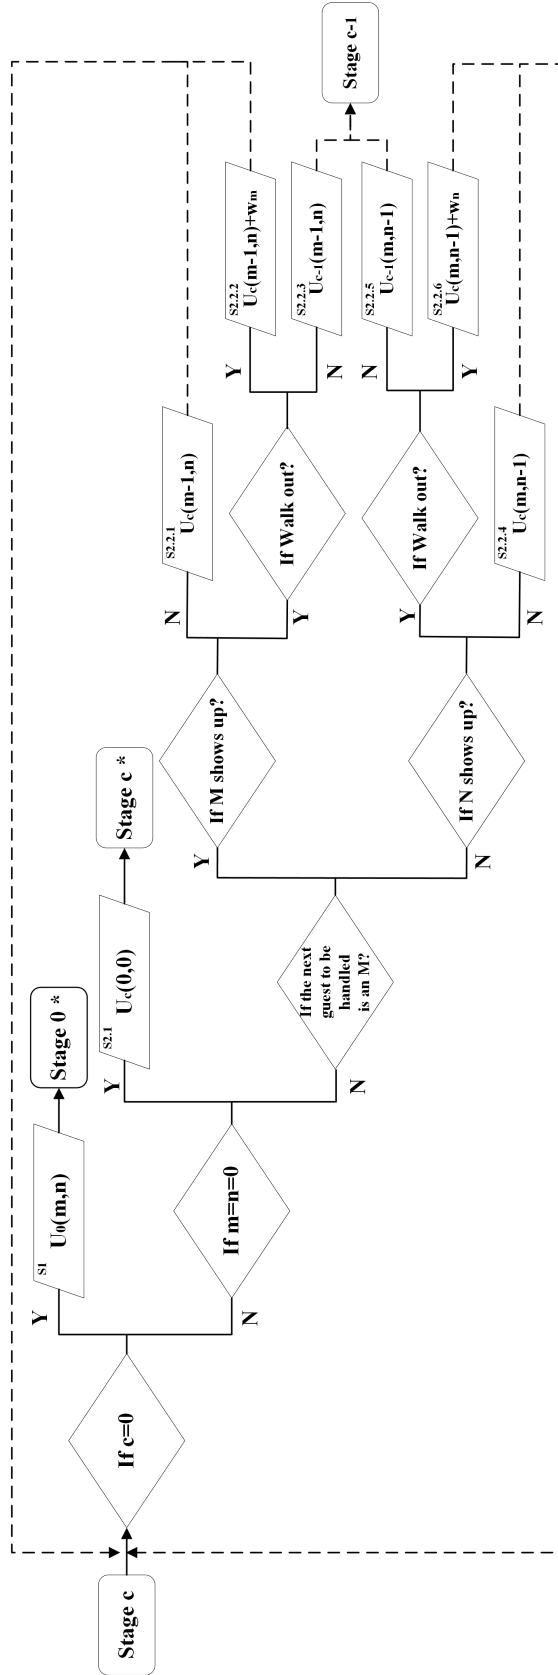 Stage c
If c=0
Y
N
S1
U0(m,n)
Stage 0 *
If m=n=0
Y
N
S2.1
Uc(0,0)
Stage c *
If the next
guest to be
handled
is an M?
Y
N
If M shows up?
N
Y
S2.2.1
Uc(m-1,n)
If Walk out?
Y
N
S2.2.2
Uc(m-1,n)+wm
S2.2.3
Uc-1(m-1,n)
If N shows up?
Y
N
If Walk out?
N
Y
S2.2.5
Uc-1(m,n-1)
S2.2.6
Uc(m,n-1)+wn
S2.2.4
Uc(m,n-1)
Stage c-1